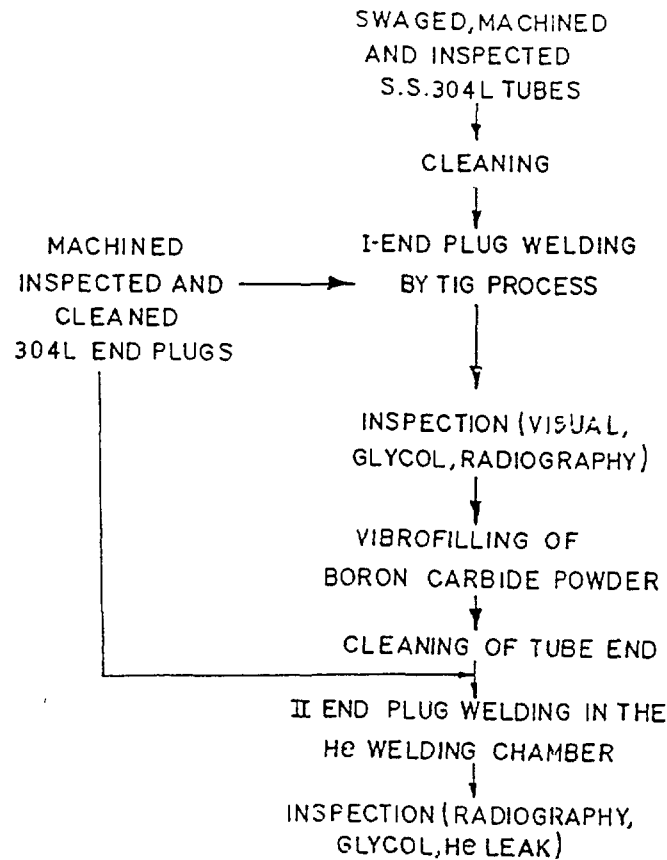 SWAGED, MACHINED
AND INSPECTED
S.S.304L TUBES
CLEANING
MACHINED
INSPECTED AND
CLEANED
304L END PLUGS
I-END PLUG WELDING
BY TIG PROCESS
INSPECTION (VISUAL,
GLYCOL, RADIOGRAPHY)
VIBROFILLING OF
BORON CARBIDE POWDER
CLEANING OF TUBE END
II END PLUG WELDING IN THE
He WELDING CHAMBER
INSPECTION (RADIOGRAPHY,
GLYCOL, He LEAK)